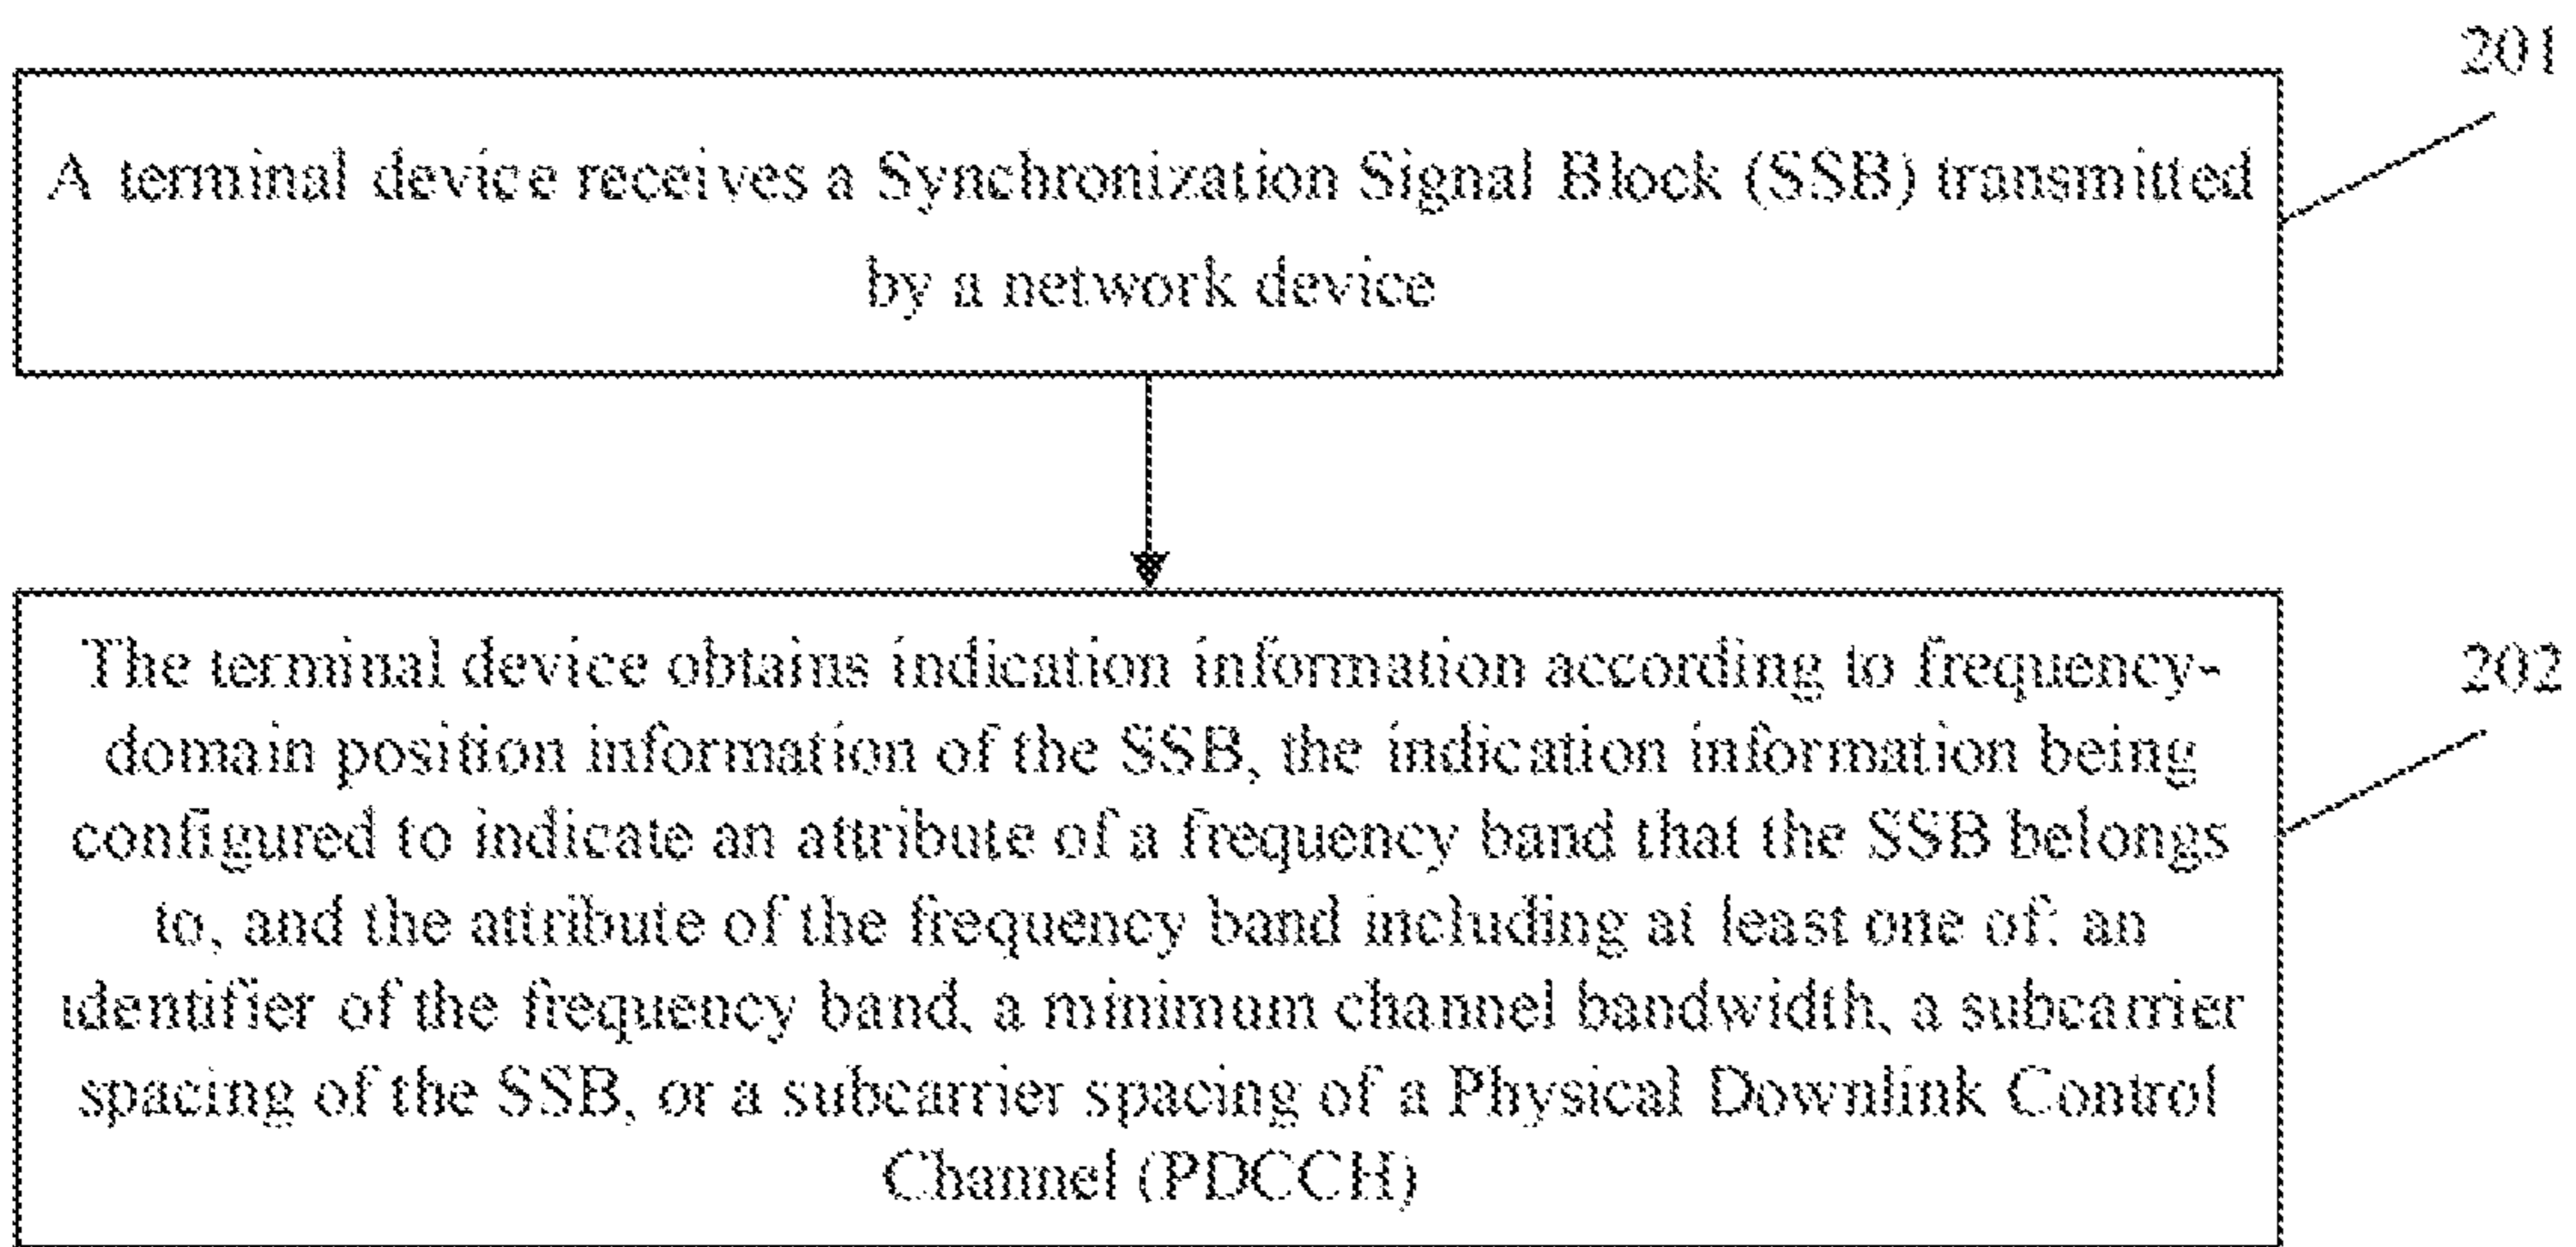 201
A terminal device receives a Synchronization Signal Block (SSB) transmitted
by a network device
The terminal device obtains indication information according to frequency-
202
domain position information of the SSB, the indication information being
configured to indicate an attribute of a frequency band that the SSB belongs
to, and the attribute of the frequency band including at least one of: an
identifier of the frequency band, a minimum channel bandwidth, a subcarrier
spacing of the SSB, or a subcarrier spacing of a Physical Downlink Control
Channel (PDCCH)